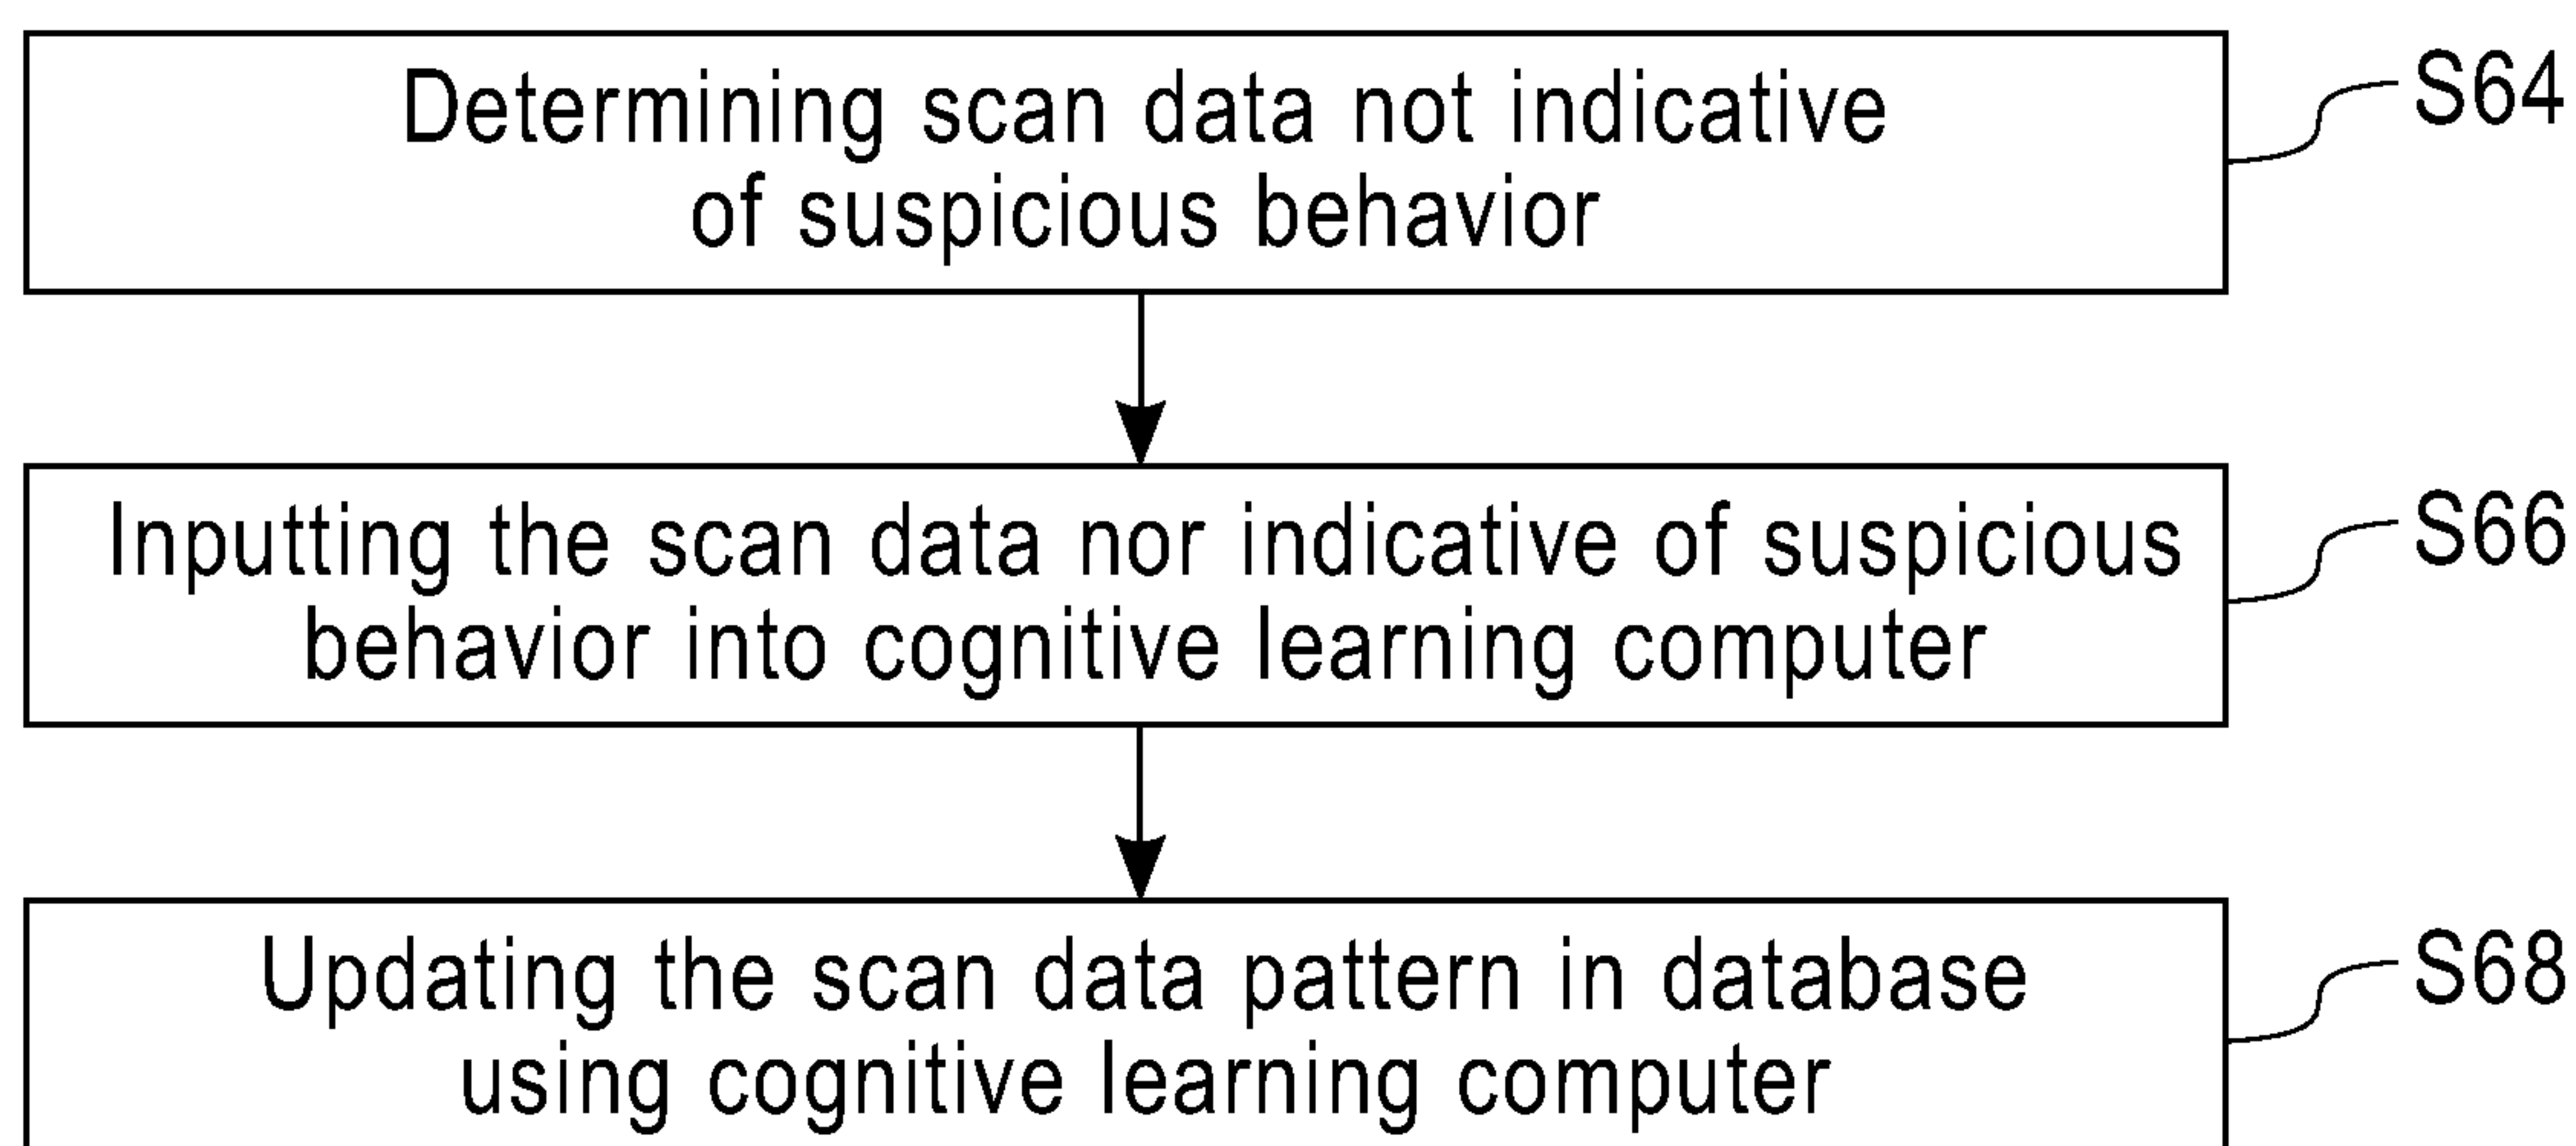 Determining scan data not indicative
of suspicious behavior
S64
Inputting the scan data nor indicative of suspicious
behavior into cognitive learning computer
S66
Updating the scan data pattern in database
using cognitive learning computer
S68